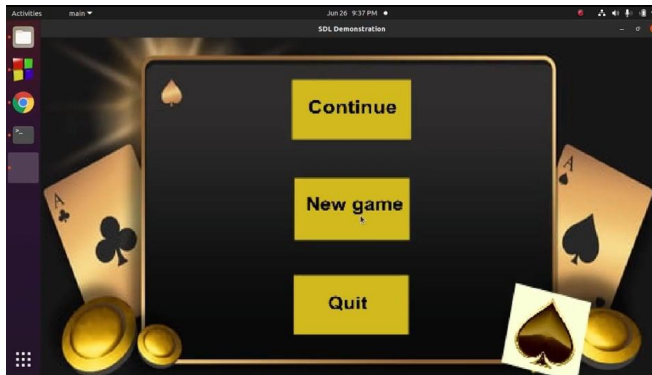 Activities
main
Jun 26 9:37 PM
SDL Demonstration
Continue
A
A
New game
Quit